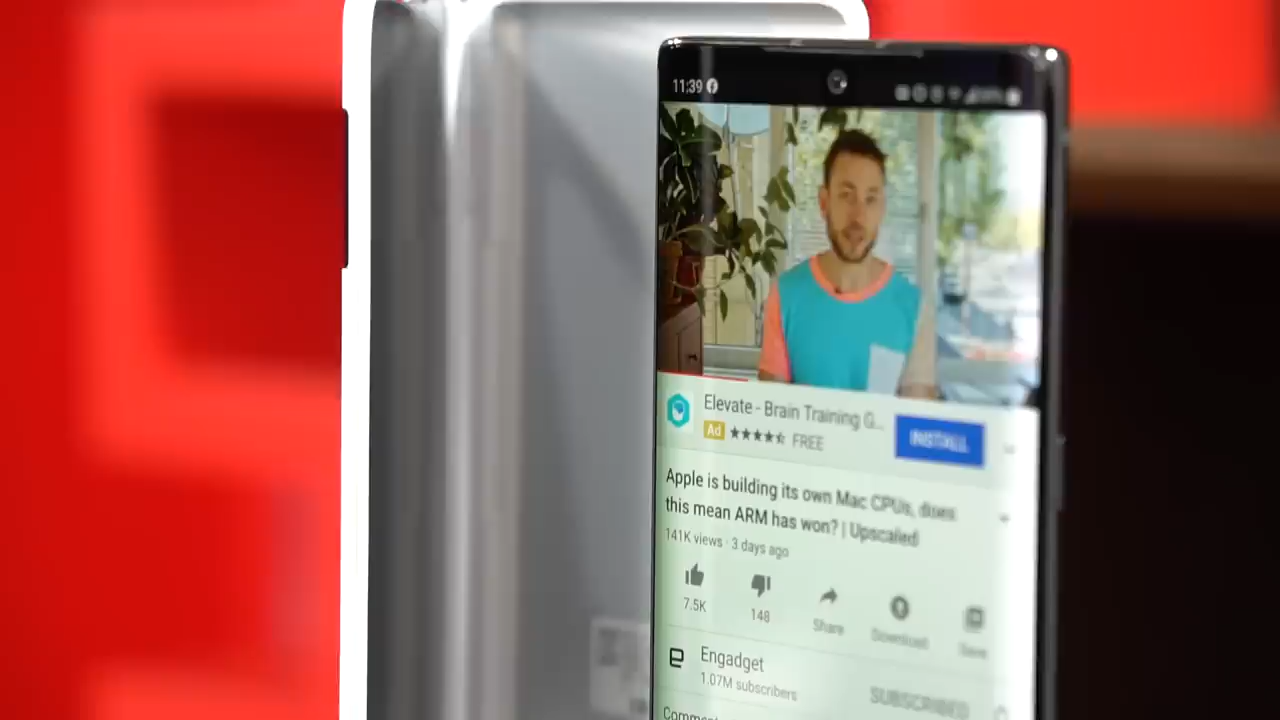 11:39
Elevate - Brain Training G...
Ad ★★★★⯪ FREE
INSTALL
Apple is building its own Mac CPUs, does
this mean ARM has won? | Upscaled
141K views · 3 days ago
7.5K
148
Share
Download
Save
Engadget
1.07M subscribers
SUBSCRIBED